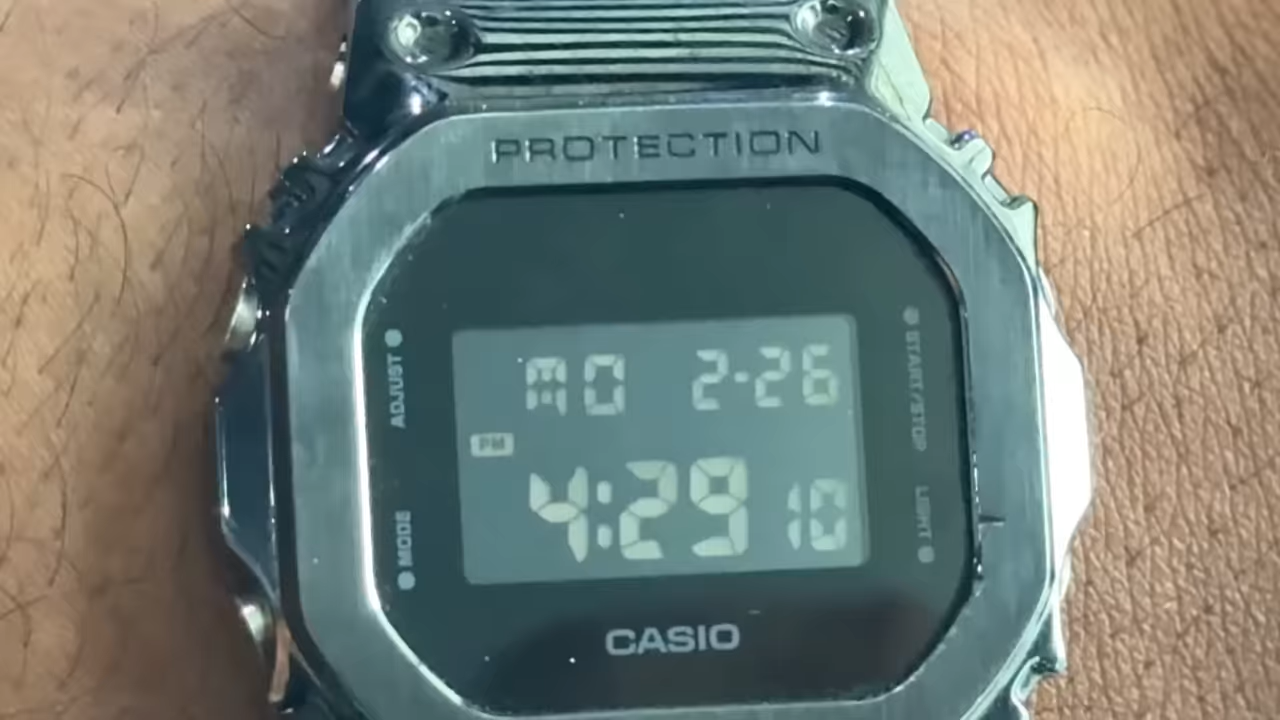 PROTECTION
ADJUST
START/STOP
MO 2-26
PM
4:29 10
MODE
LIGHT
CASIO